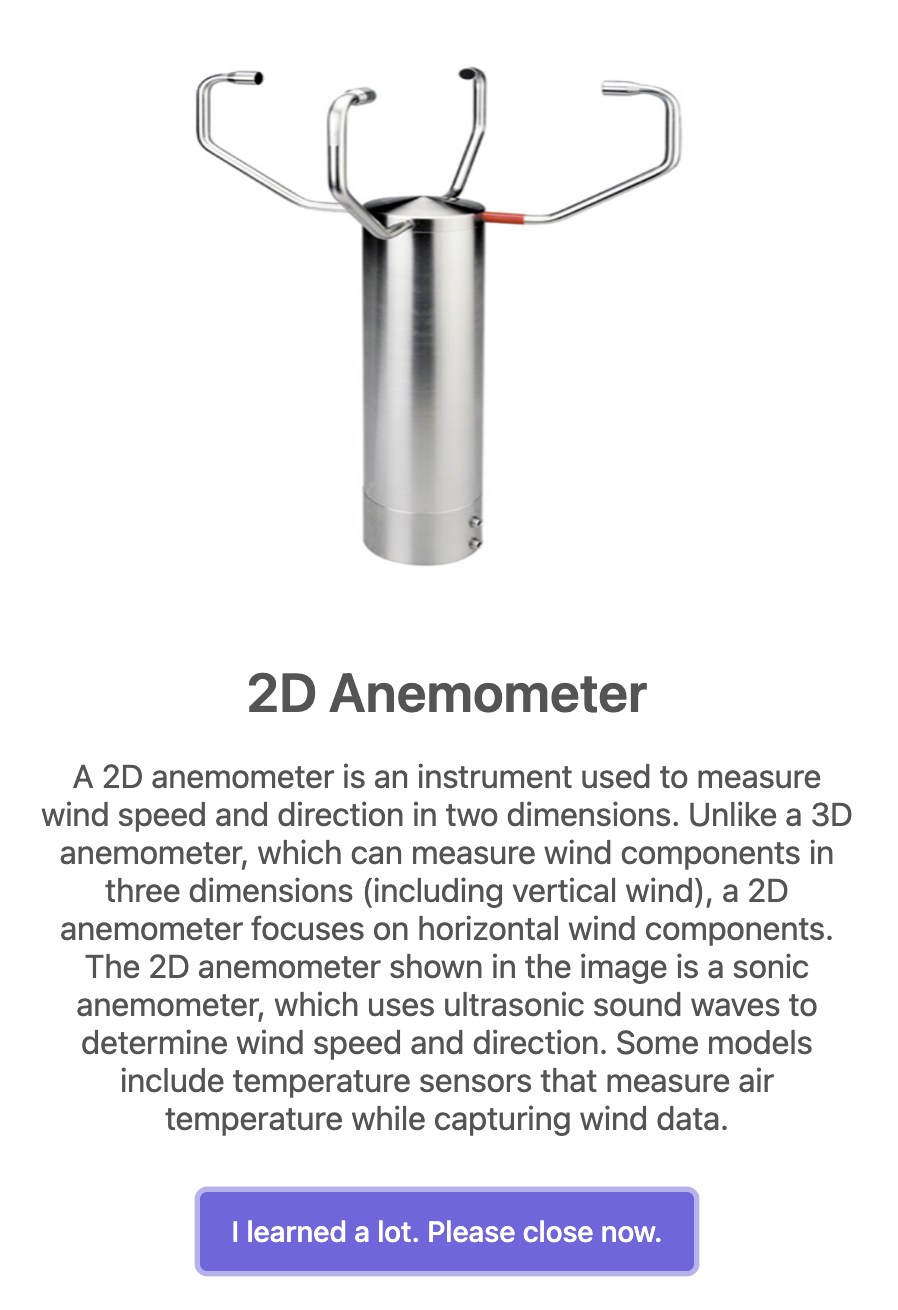 2D Anemometer
A 2D anemometer is an instrument used to measure
wind speed and direction in two dimensions. Unlike a 3D
anemometer, which can measure wind components in
three dimensions (including vertical wind), a 2D
anemometer focuses on horizontal wind components.
The 2D anemometer shown in the image is a sonic
anemometer, which uses ultrasonic sound waves to
determine wind speed and direction. Some models
include temperature sensors that measure air
temperature while capturing wind data.
I learned a lot. Please close now.